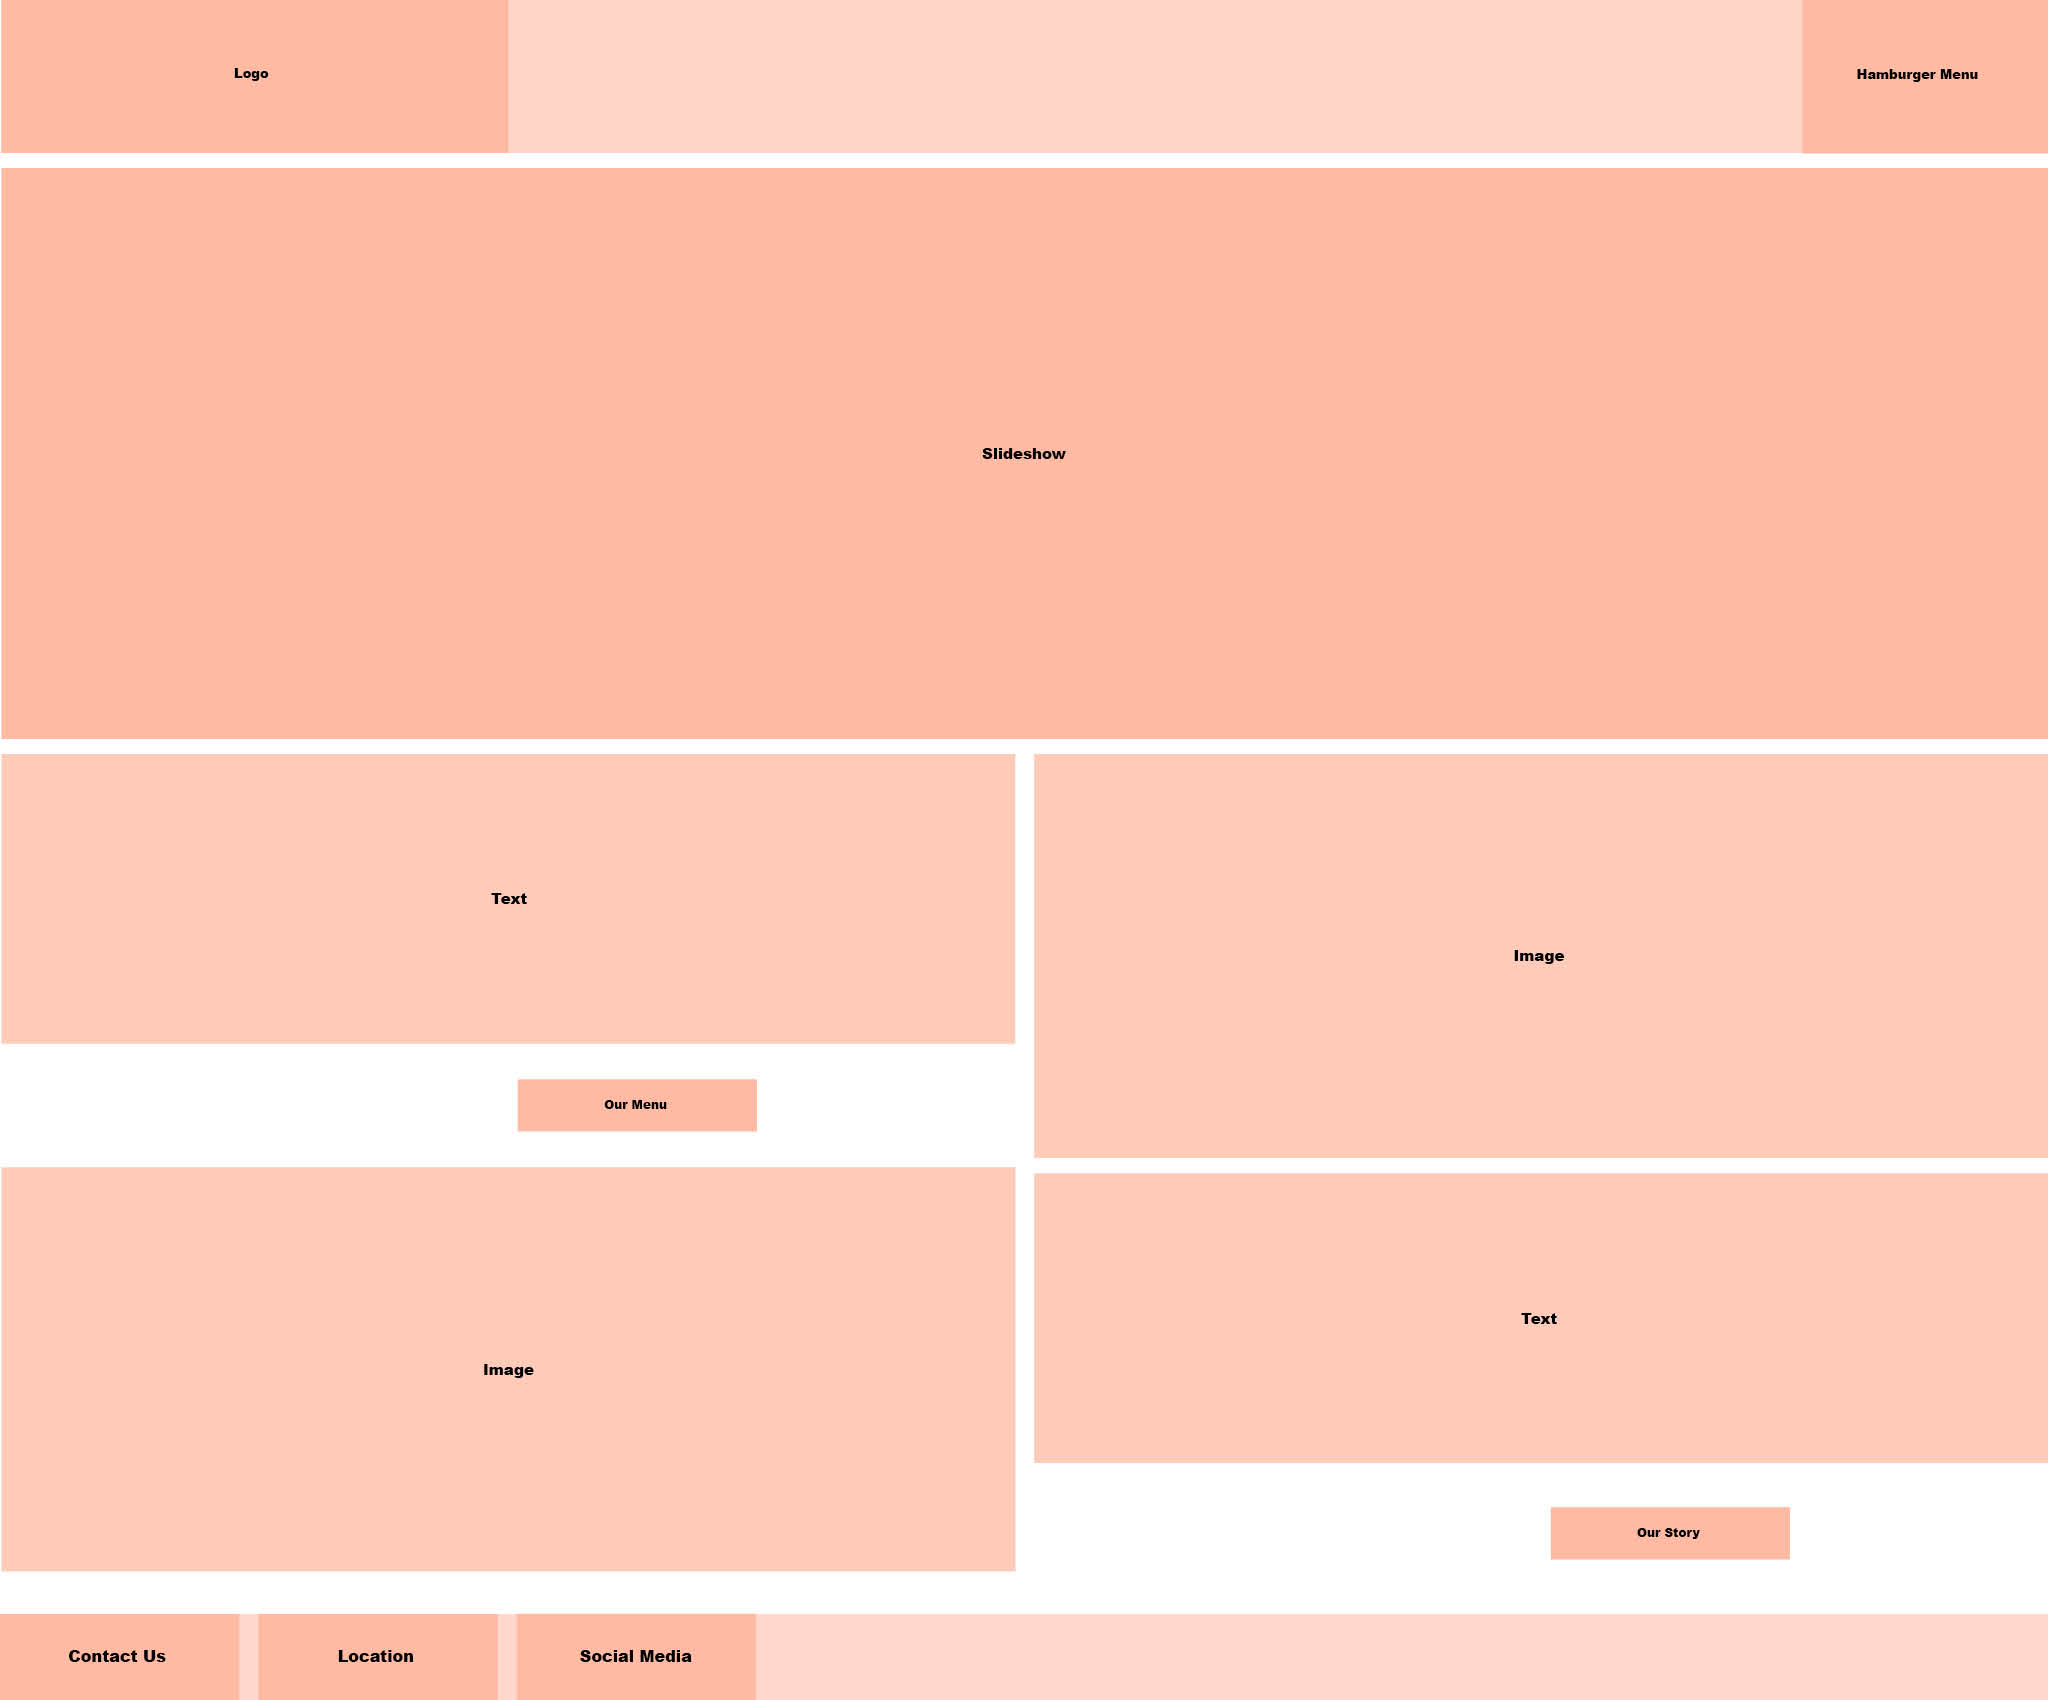 Logo
Hamburger Menu
Slideshow
Text
Image
Our Menu
Image
Text
Our Story
Contact Us
Location
Social Media